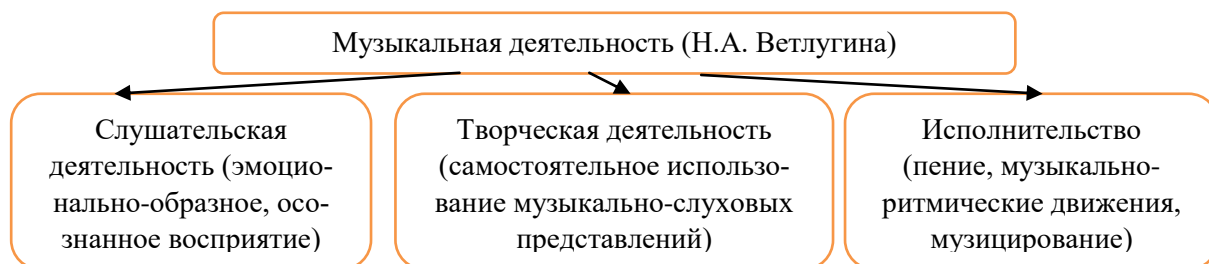 Музыкальная деятельность (Н.А. Ветлугина)
Слушательская
деятельность (эмоцио-
нально-образное, осо-
знанное восприятие)
Творческая деятельность
(самостоятельное использо-
вание музыкально-слуховых
представлений)
Исполнительство
(пение, музыкально-
ритмические движения,
музицирование)